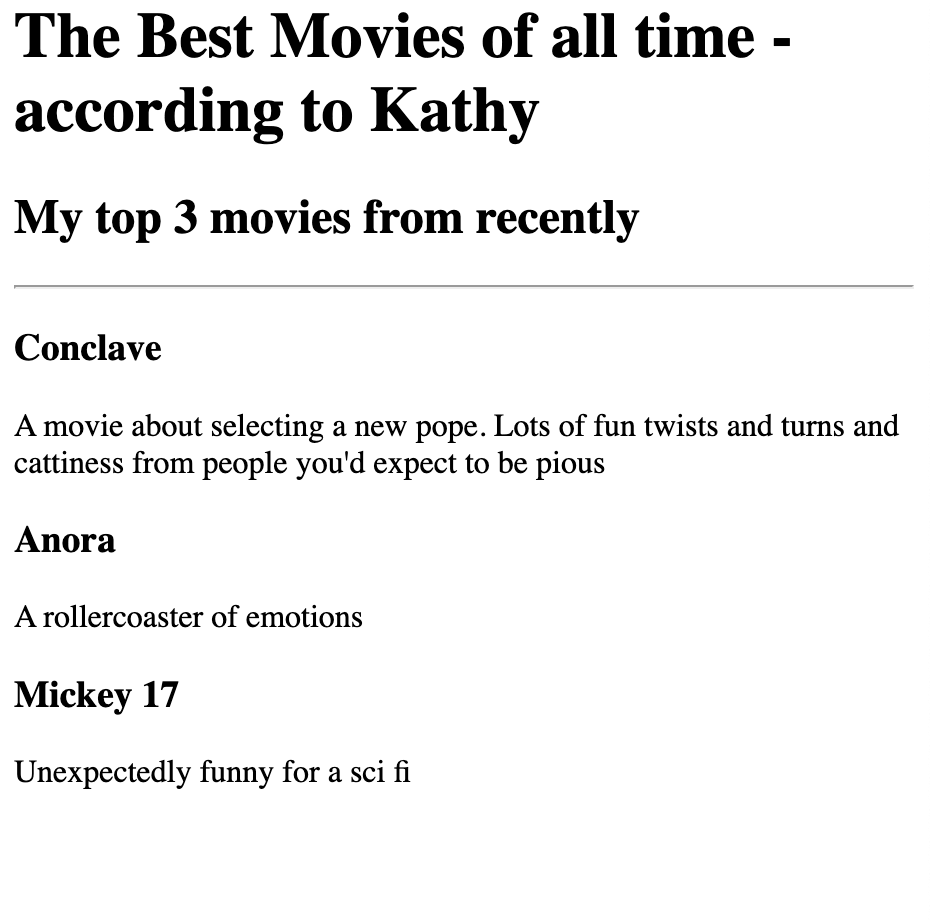 The Best Movies of all time -
according to Kathy
My top 3 movies from recently
Conclave
A movie about selecting a new pope. Lots of fun twists and turns and
cattiness from people you'd expect to be pious
Anora
A rollercoaster of emotions
Mickey 17
Unexpectedly funny for a sci fi